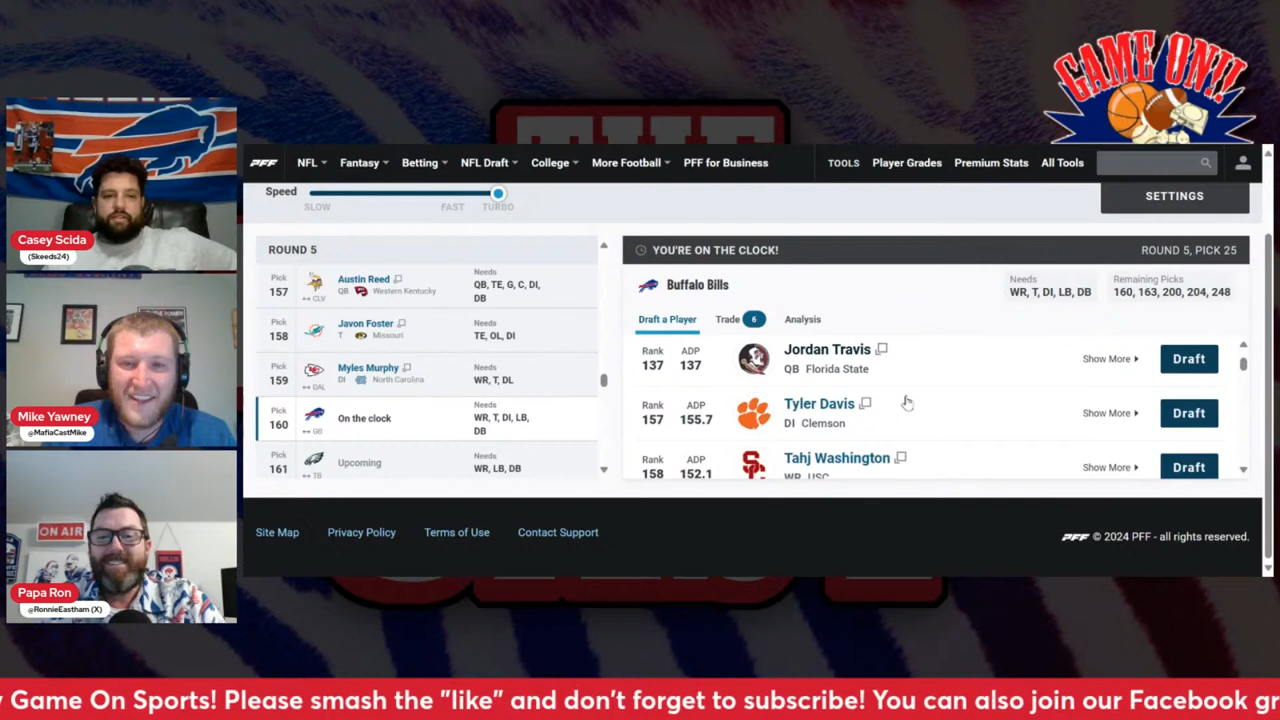 GAME ON!!
Casey Scida
(Skeeds24)
Mike Yawney
@MafiaCastMike
ON AIR
BILLS
Papa Ron
@RonnieEastham (X)
PFF NFL Fantasy Betting NFL Draft College More Football PFF for Business TOOLS Player Grades Premium Stats All Tools
Speed
SLOW FAST TURBO
SETTINGS
ROUND 5
Pick 157 CLV Austin Reed QB Western Kentucky Needs QB, TE, G, C, DI, DB
Pick 158 Javon Foster T Missouri Needs TE, OL, DI
Pick 159 DAL Myles Murphy DI North Carolina Needs WR, T, DL
Pick 160 GB On the clock Needs WR, T, DI, LB, DB
Pick 161 TB Upcoming Needs WR, LB, DB
YOU'RE ON THE CLOCK! ROUND 5, PICK 25
Buffalo Bills
Needs WR, T, DI, LB, DB
Remaining Picks 160, 163, 200, 204, 248
Draft a Player Trade 6 Analysis
Rank 137 ADP 137 Jordan Travis QB Florida State Show More Draft
Rank 157 ADP 155.7 Tyler Davis DI Clemson Show More Draft
Rank 158 ADP 152.1 Tahj Washington WR USC Show More Draft
Site Map Privacy Policy Terms of Use Contact Support
PFF © 2024 PFF - all rights reserved.
Game On Sports! Please smash the "like" and don't forget to subscribe! You can also join our Facebook